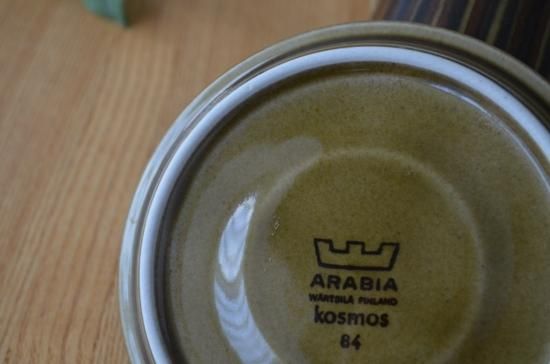 ARABIA
WÄRTSILÄ FINLAND
kosmos
84